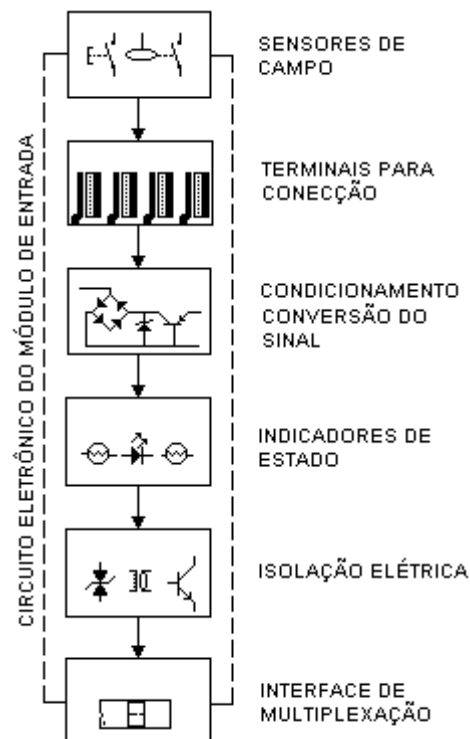 SENSORES DE
CAMPO
TERMINAIS PARA
CONECÇÃO
CONDICIONAMENTO
CONVERSÃO DO
SINAL
INDICADORES DE
ESTADO
ISOLAÇÃO ELÉTRICA
INTERFACE DE
MULTIPLEXAÇÃO
CIRCUITO ELETRÔNICO DO MÓDULO DE ENTRADA